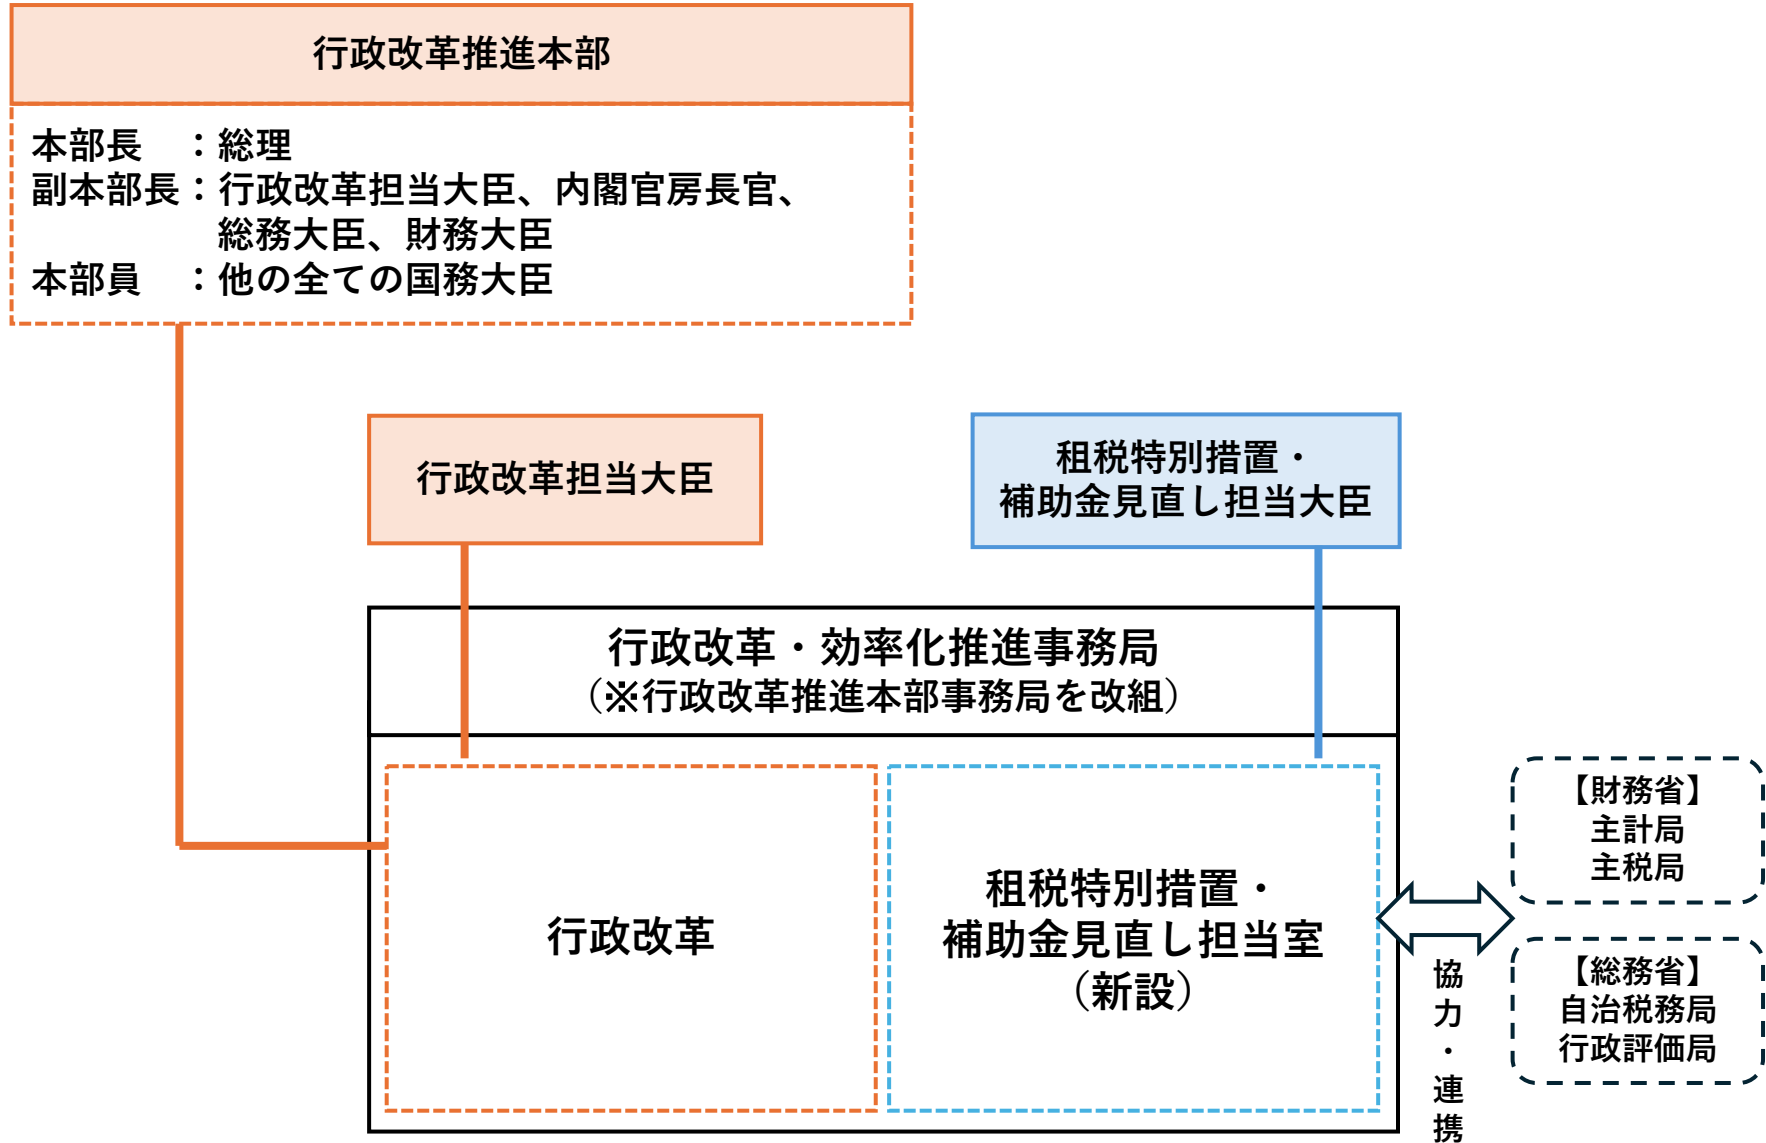 行政改革推進本部
本部長　：総理
副本部長：行政改革担当大臣、内閣官房長官、
総務大臣、財務大臣
本部員　：他の全ての国務大臣
行政改革担当大臣
租税特別措置・
補助金見直し担当大臣
行政改革・効率化推進事務局
（※行政改革推進本部事務局を改組）
行政改革
租税特別措置・
補助金見直し担当室
（新設）
協力・連携
【財務省】
主計局
主税局
【総務省】
自治税務局
行政評価局